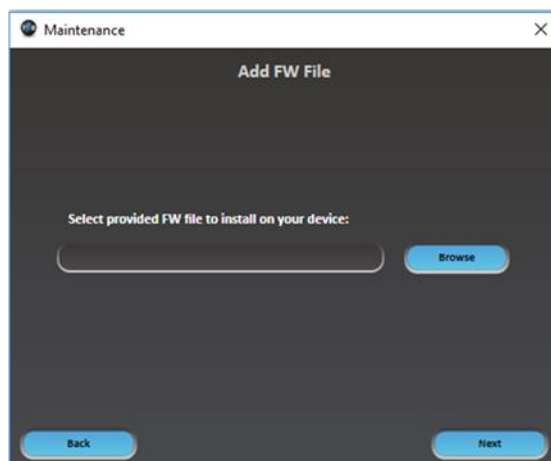 Maintenance
Add FW File
Select provided FW file to install on your device:
Browse
Back
Next